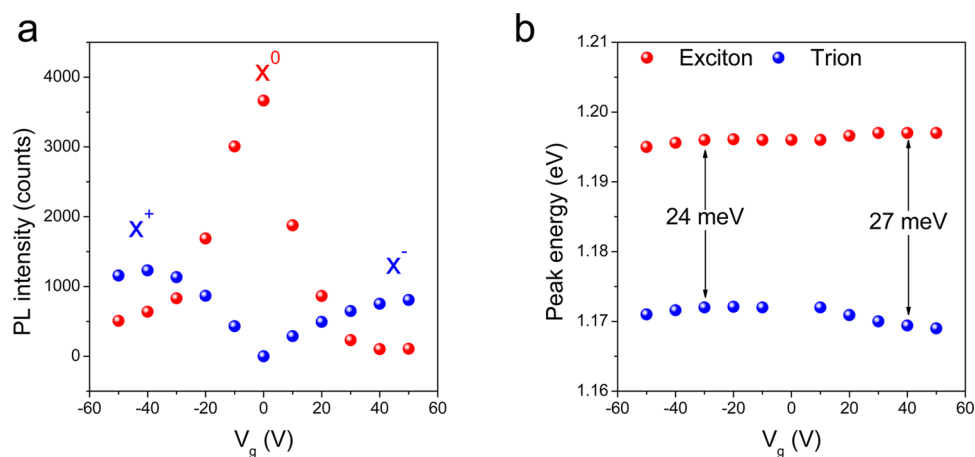 a
4000
3000
2000
1000
0
-60 -40 -20 0 20 40 60
PL intensity (counts)
V_g (V)
X^0
X^+
X^-
b
Exciton Trion
1.21
1.20
1.19
1.18
1.17
1.16
-60 -40 -20 0 20 40 60
Peak energy (eV)
V_g (V)
24 meV
27 meV